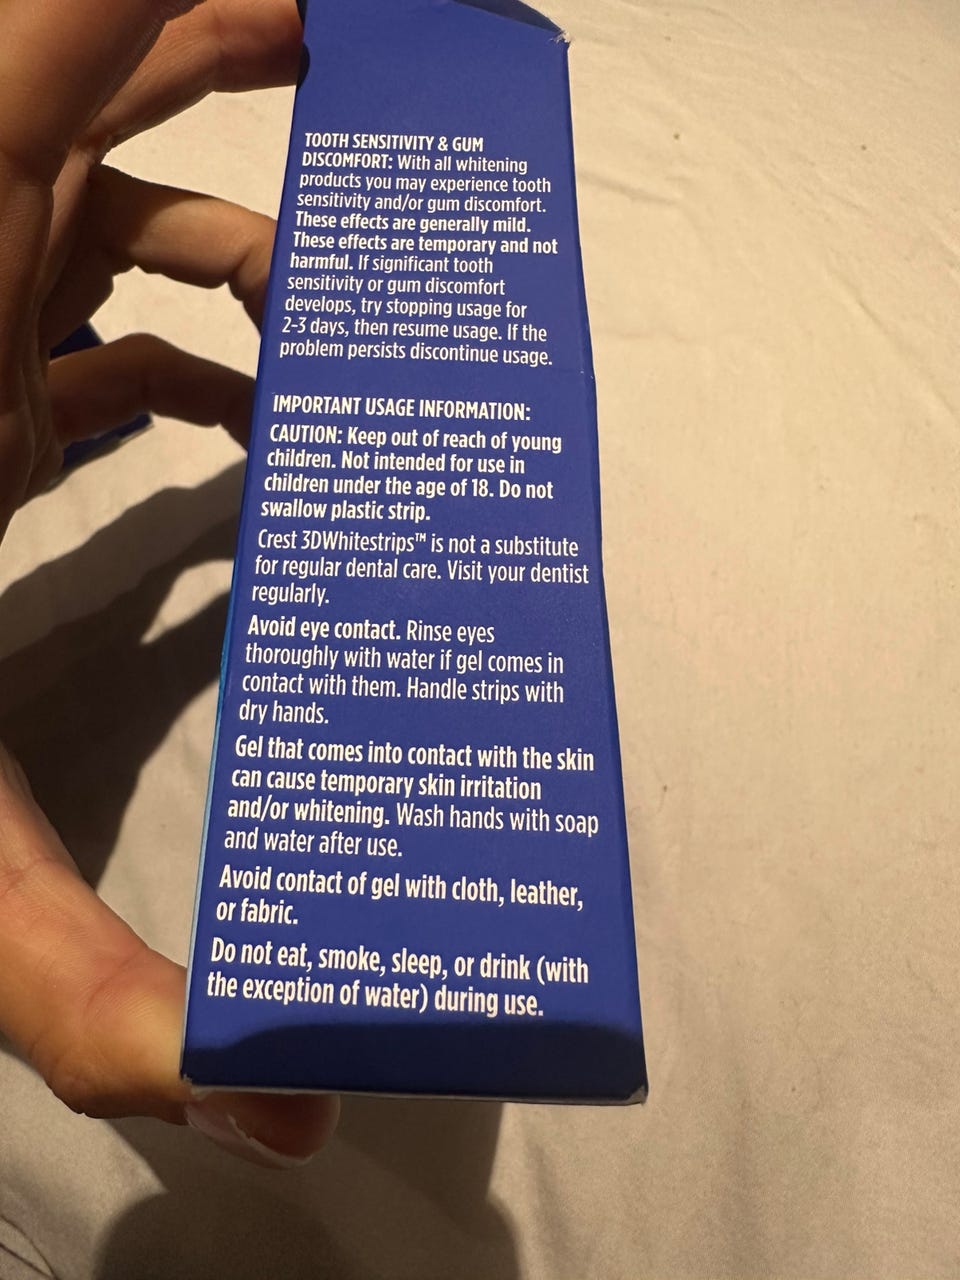 TOOTH SENSITIVITY & GUM
DISCOMFORT: With all whitening
products you may experience tooth
sensitivity and/or gum discomfort.
These effects are generally mild.
These effects are temporary and not
harmful. If significant tooth
sensitivity or gum discomfort
develops, try stopping usage for
2-3 days, then resume usage. If the
problem persists discontinue usage.
IMPORTANT USAGE INFORMATION:
CAUTION: Keep out of reach of young
children. Not intended for use in
children under the age of 18. Do not
swallow plastic strip.
Crest 3DWhitestrips™ is not a substitute
for regular dental care. Visit your dentist
regularly.
Avoid eye contact. Rinse eyes
thoroughly with water if gel comes in
contact with them. Handle strips with
dry hands.
Gel that comes into contact with the skin
can cause temporary skin irritation
and/or whitening. Wash hands with soap
and water after use.
Avoid contact of gel with cloth, leather,
or fabric.
Do not eat, smoke, sleep, or drink (with
the exception of water) during use.